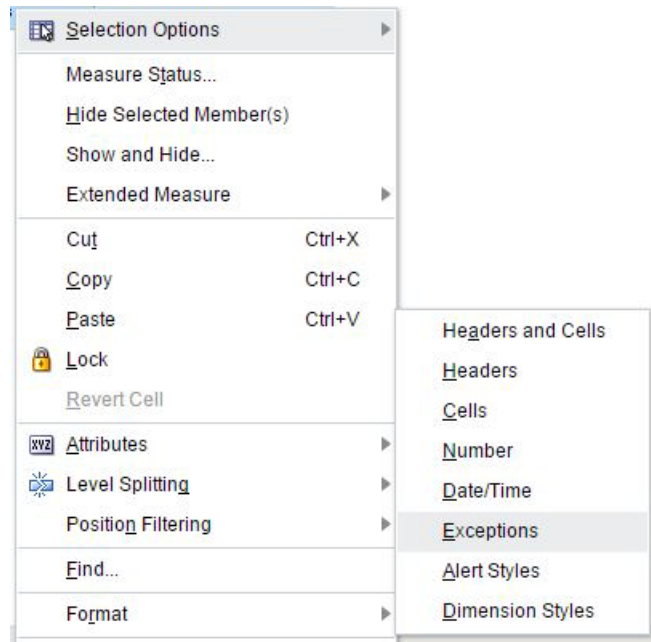 Selection Options
Measure Status...
Hide Selected Member(s)
Show and Hide...
Extended Measure
Cut Ctrl+X
Copy Ctrl+C
Paste Ctrl+V
Lock
Revert Cell
XYZ Attributes
Level Splitting
Position Filtering
Find...
Format
Headers and Cells
Headers
Cells
Number
Date/Time
Exceptions
Alert Styles
Dimension Styles